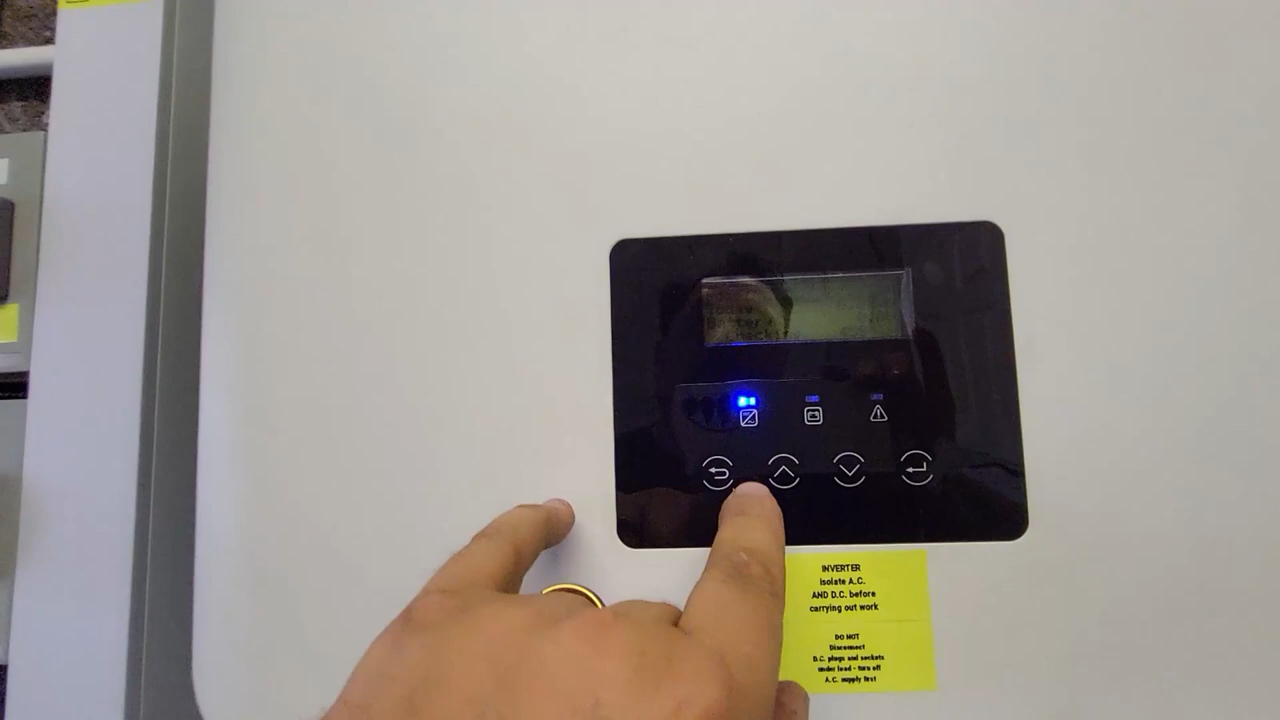 Battery
INVERTER
isolate A.C.
AND D.C. before
carrying out work
DO NOT
Disconnect
D.C. plugs and sockets
under load - turn off
A.C. supply first